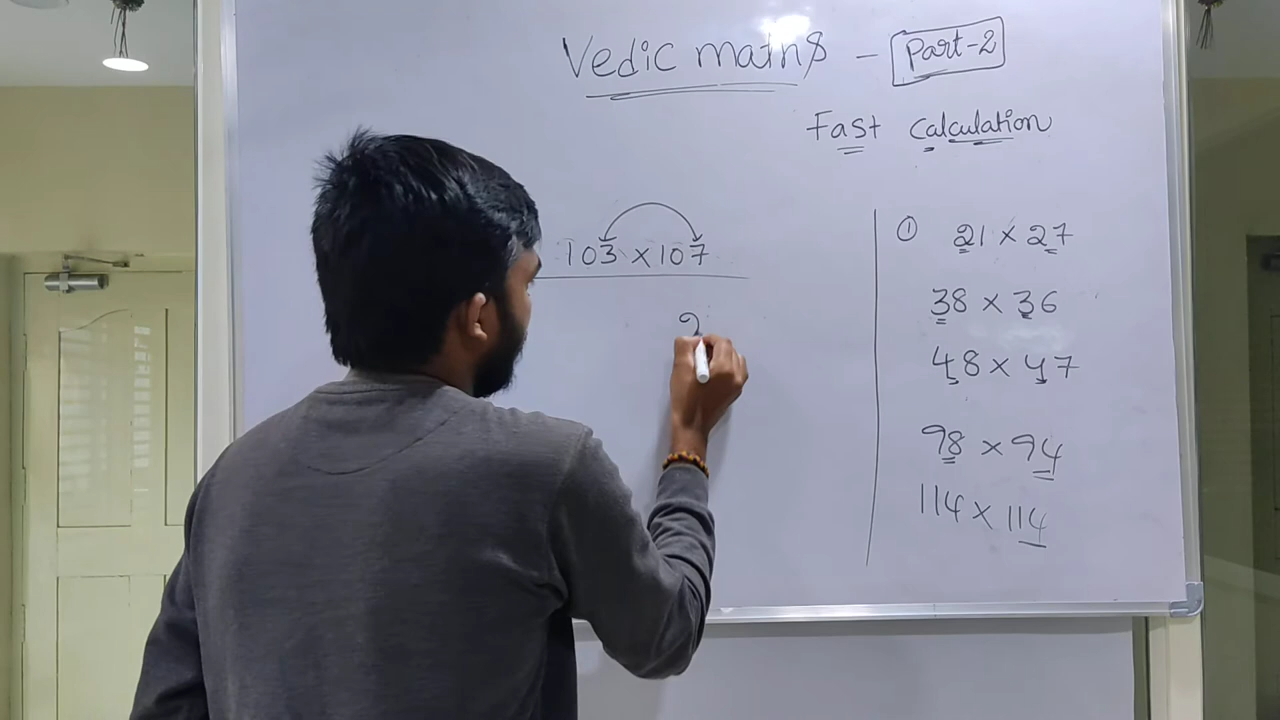 Vedic maths - Part-2
Fast calculation
103 x 107
2
① 21 x 27
38 x 36
48 x 47
98 x 94
114 x 114